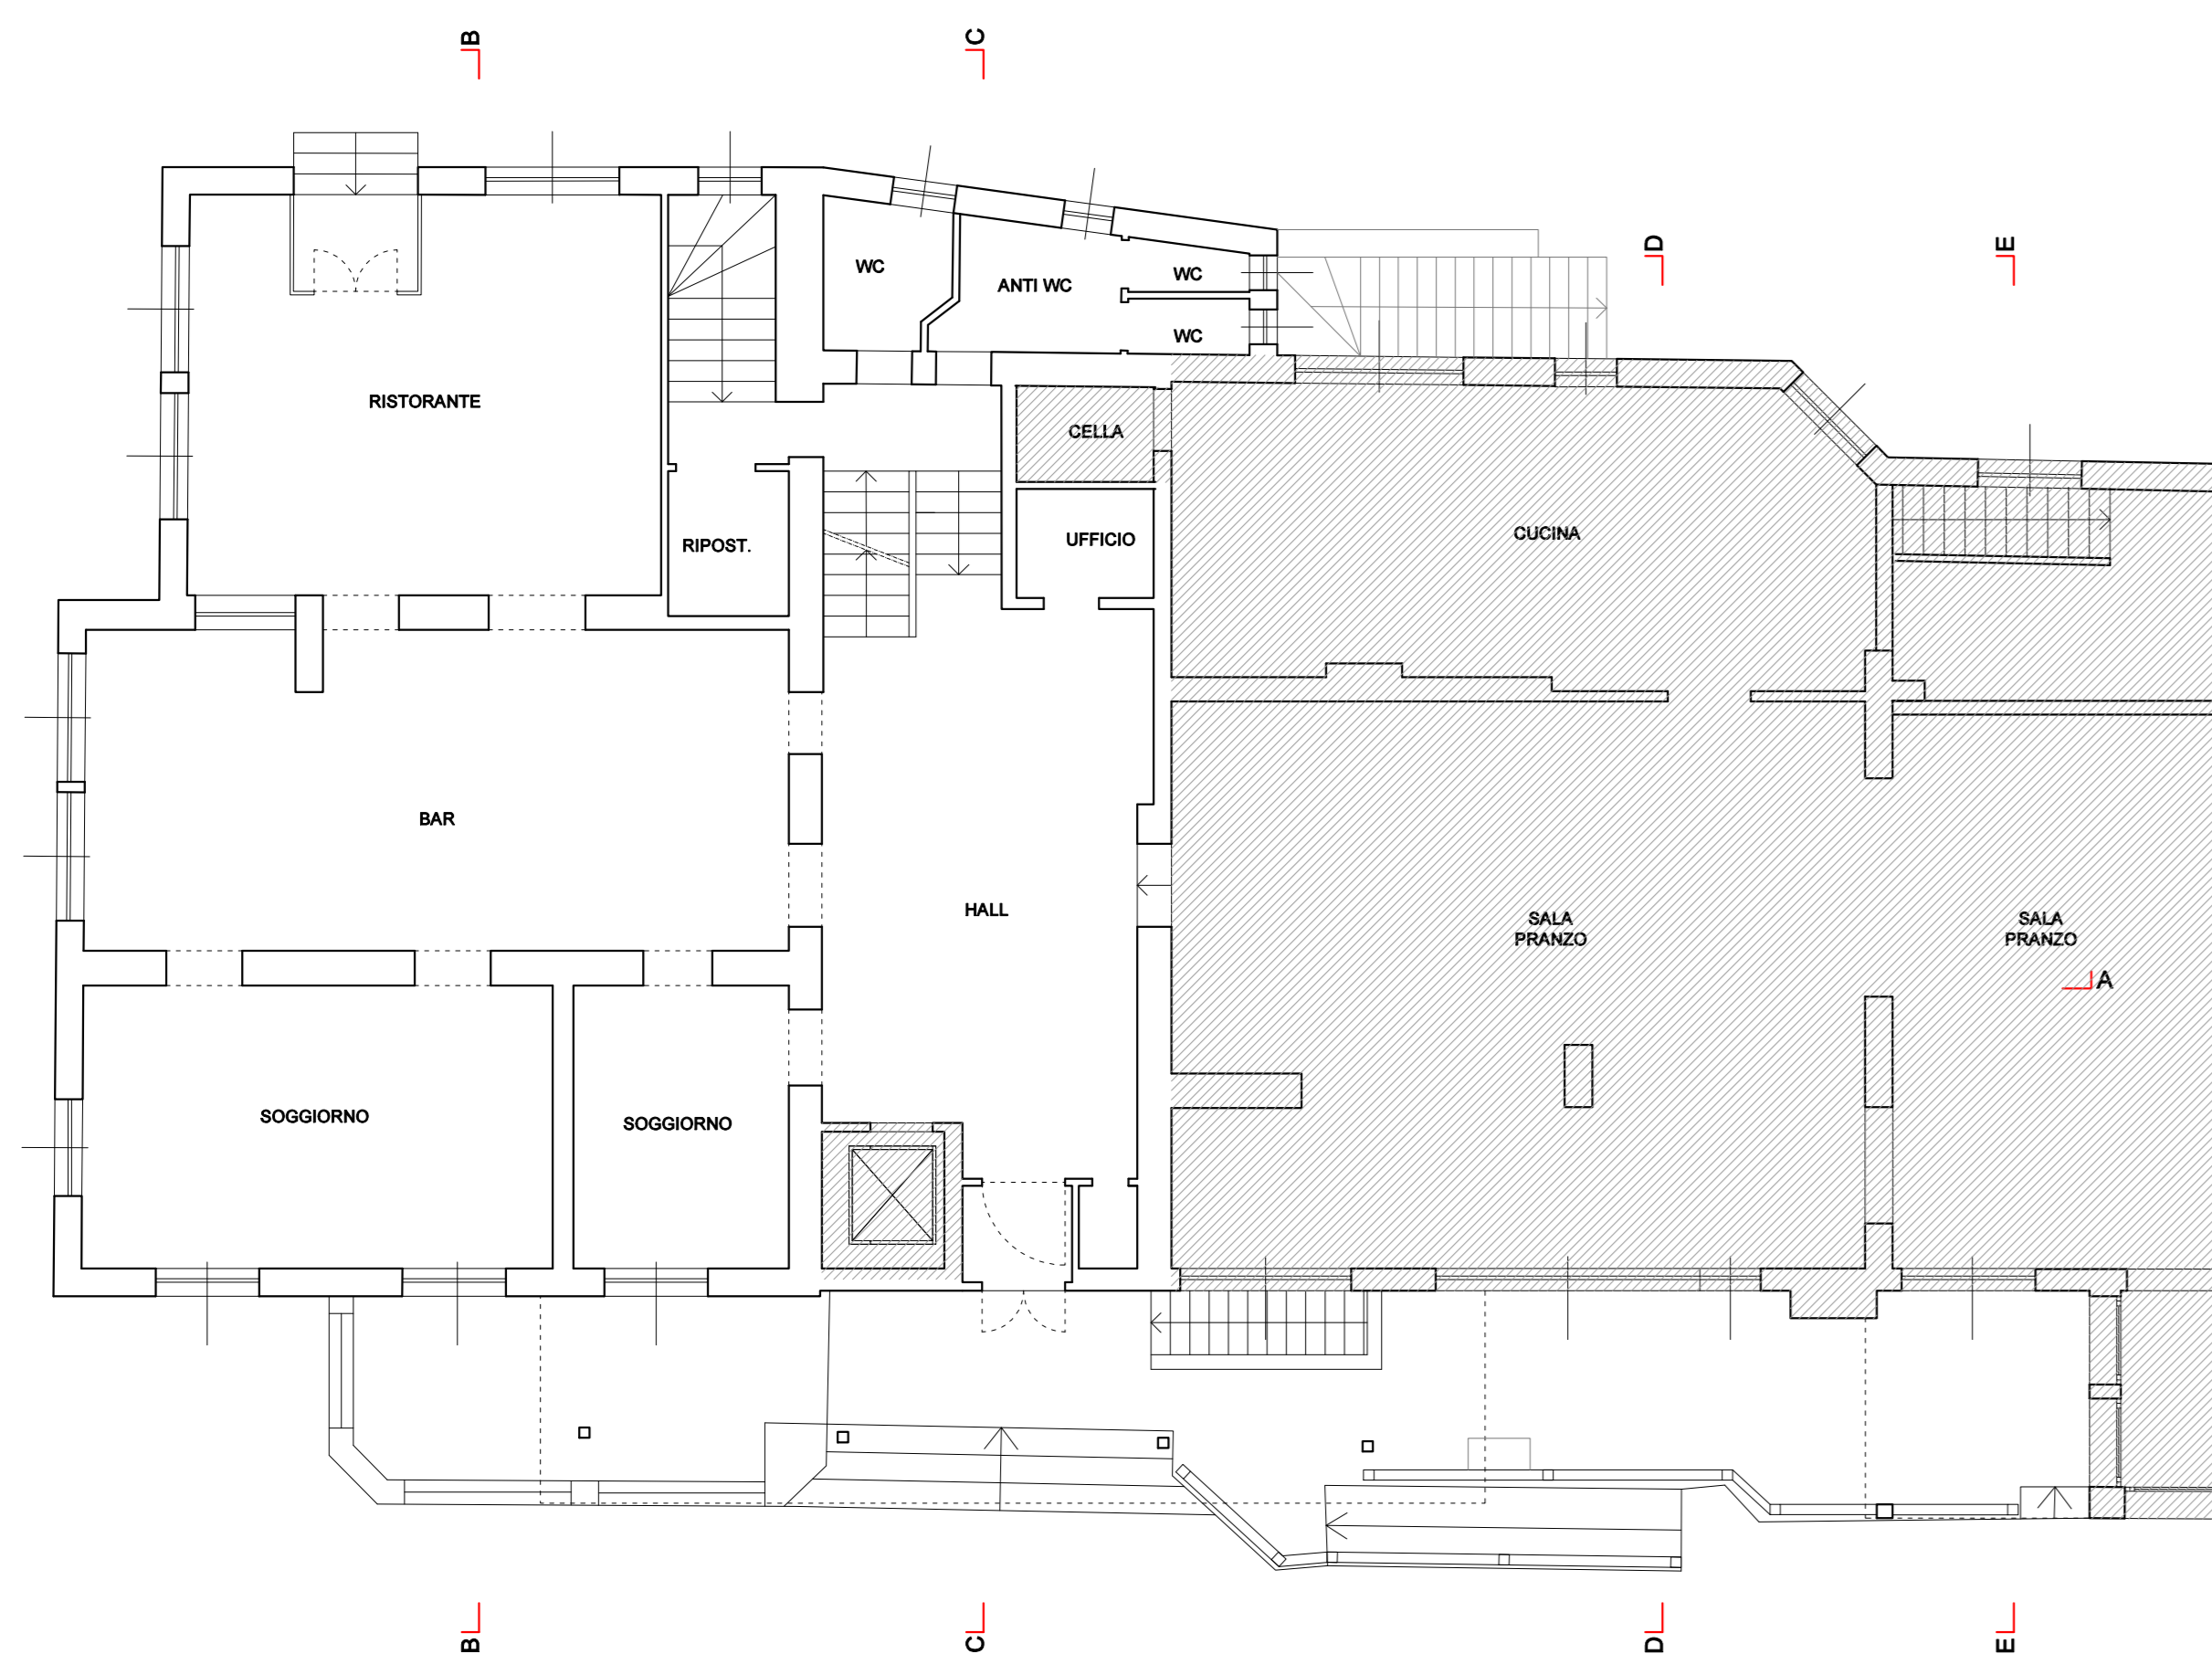 B
C
D
E
WC
ANTI WC
WC
WC
RISTORANTE
CELLA
CUCINA
RIPOST.
UFFICIO
BAR
HALL
SALA
PRANZO
SALA
PRANZO
A
SOGGIORNO
SOGGIORNO
B
C
D
E